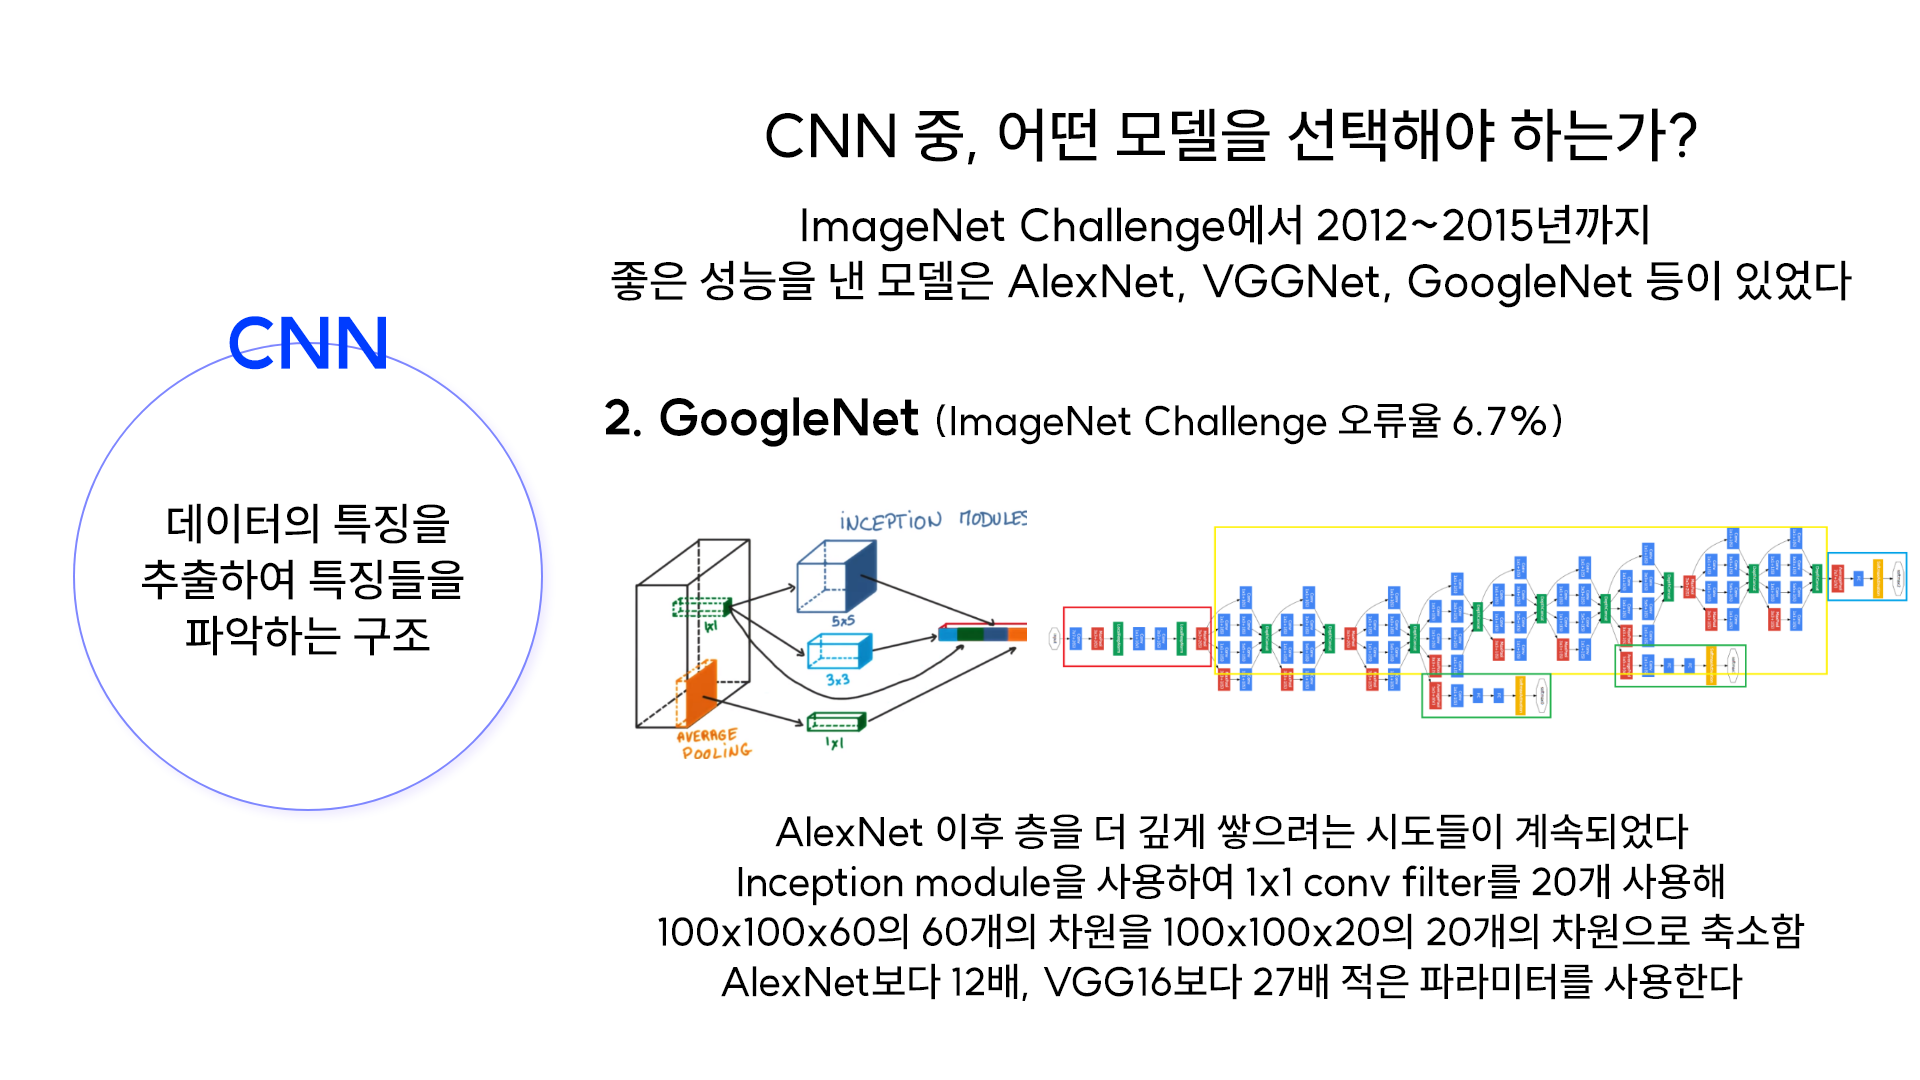 CNN 중, 어떤 모델을 선택해야 하는가?
ImageNet Challenge에서 2012~2015년까지
좋은 성능을 낸 모델은 AlexNet, VGGNet, GoogleNet 등이 있었다
CNN
데이터의 특징을
추출하여 특징들을
파악하는 구조
2. GoogleNet (ImageNet Challenge 오류율 6.7%)
INCEPTION MODULES
1x1
5x5
3x3
1x1
AVERAGE
POOLING
AlexNet 이후 층을 더 깊게 쌓으려는 시도들이 계속되었다
Inception module을 사용하여 1x1 conv filter를 20개 사용해
100x100x60의 60개의 차원을 100x100x20의 20개의 차원으로 축소함
AlexNet보다 12배, VGG16보다 27배 적은 파라미터를 사용한다